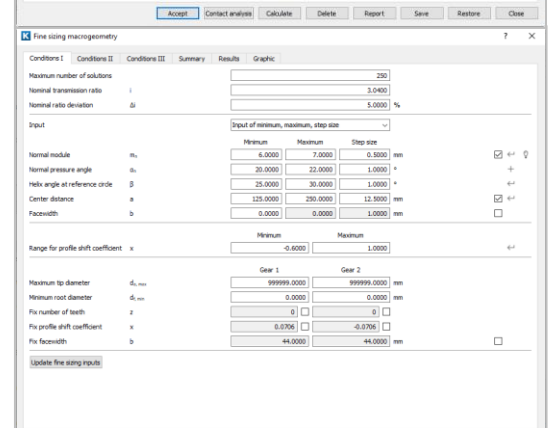 Accept Contact analysis Calculate Delete Report Save Restore Close
Fine sizing macrogeometry ? X
Conditions I Conditions II Conditions III Summary Results Graphic
Maximum number of solutions 250
Nominal transmission ratio i 3.0400
Nominal ratio deviation Δi 5.0000 %
Input Input of minimum, maximum, step size
Minimum Maximum Step size
Normal module mₙ 6.0000 7.0000 0.5000 mm
Normal pressure angle αₙ 20.0000 22.0000 1.0000 °
Helix angle at reference circle β 25.0000 30.0000 1.0000 °
Center distance a 125.0000 250.0000 12.5000 mm
Facewidth b 0.0000 0.0000 1.0000 mm
Minimum Maximum
Range for profile shift coefficient x -0.6000 1.0000
Gear 1 Gear 2
Maximum tip diameter dₐ, max 999999.0000 999999.0000 mm
Minimum root diameter df, min 0.0000 0.0000 mm
Fix number of teeth z 0 0
Fix profile shift coefficient x 0.0706 -0.0706
Fix facewidth b 44.0000 44.0000 mm
Update fine sizing inputs